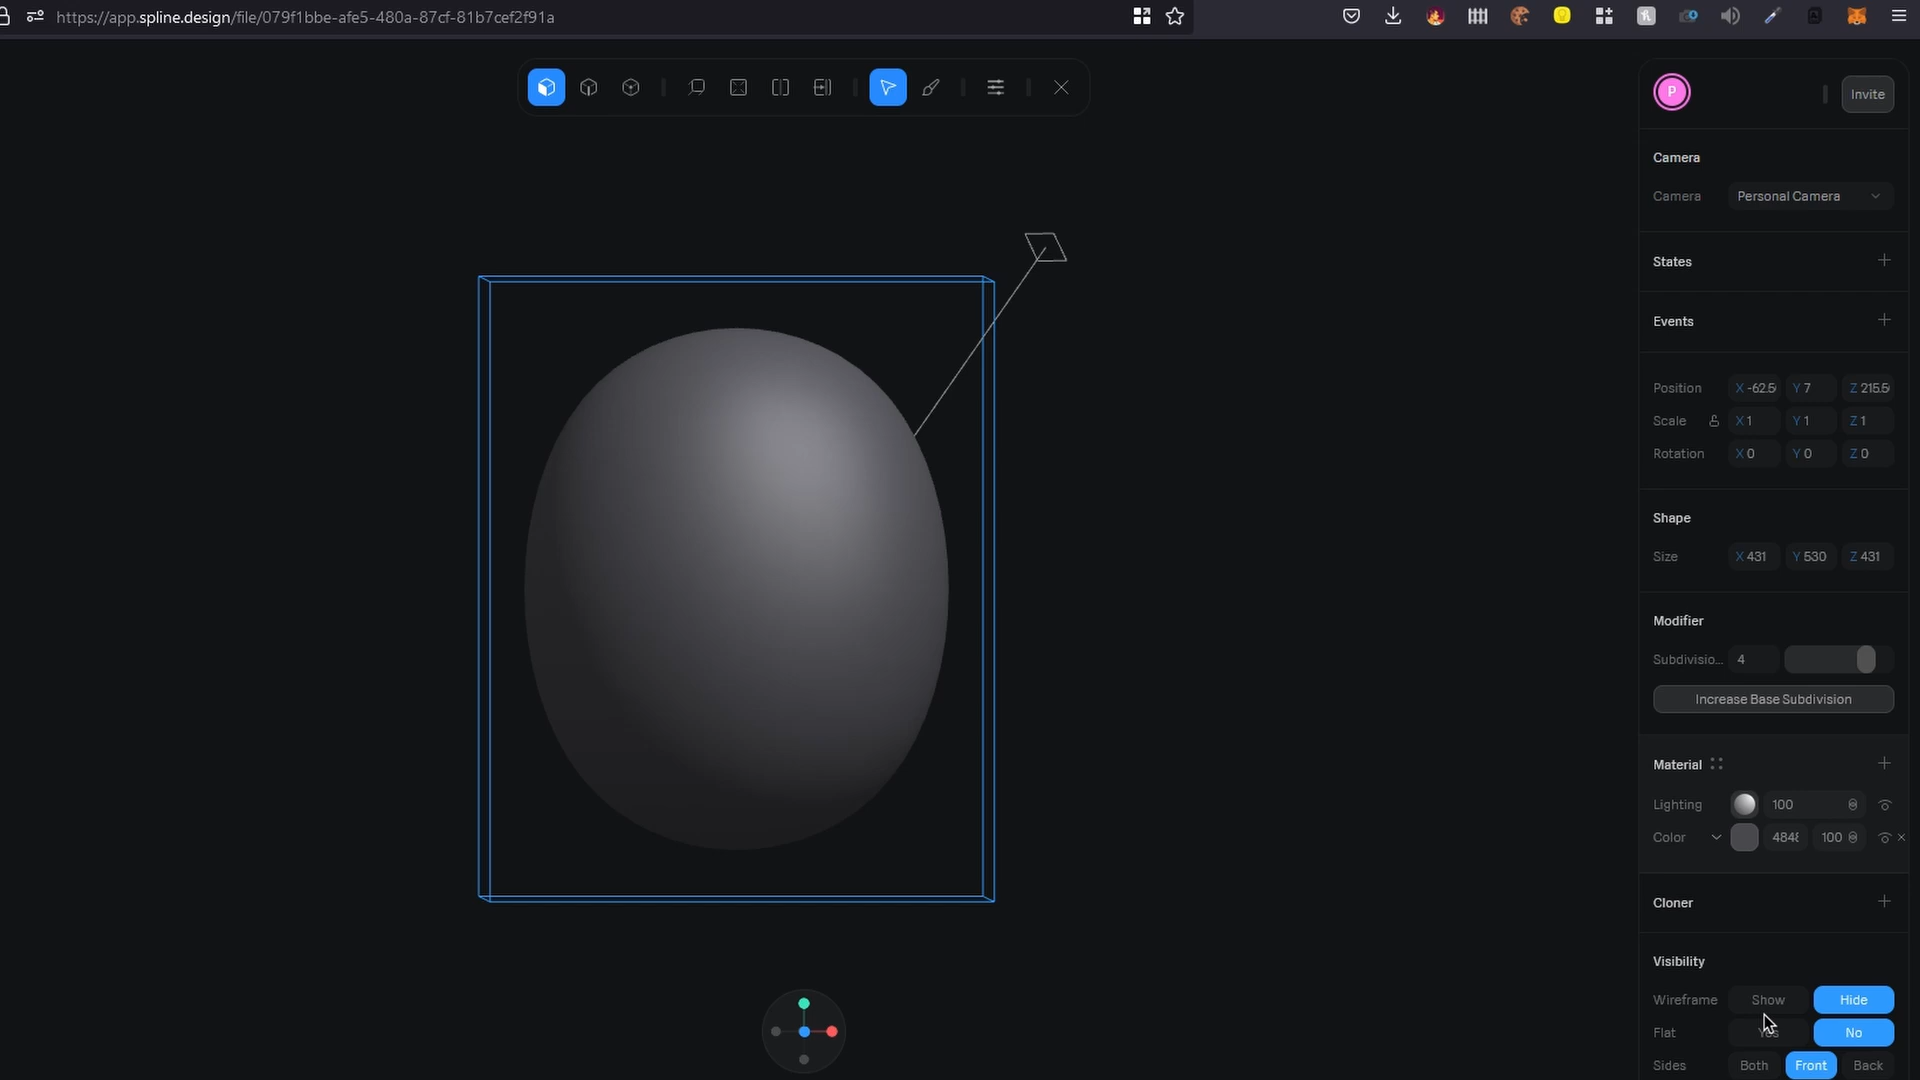 https://app.spline.design/file/079f1bbe-afe5-480a-87cf-81b7cef2f91a
P
Invite
Camera
Camera Personal Camera
States
Events
Position X -62.5 Y 7 Z 215.5
Scale X 1 Y 1 Z 1
Rotation X 0 Y 0 Z 0
Shape
Size X 431 Y 530 Z 431
Modifier
Subdivisio... 4
Increase Base Subdivision
Material
Lighting 100
Color 484 100
Cloner
Visibility
Wireframe Show Hide
Flat Yes No
Sides Both Front Back